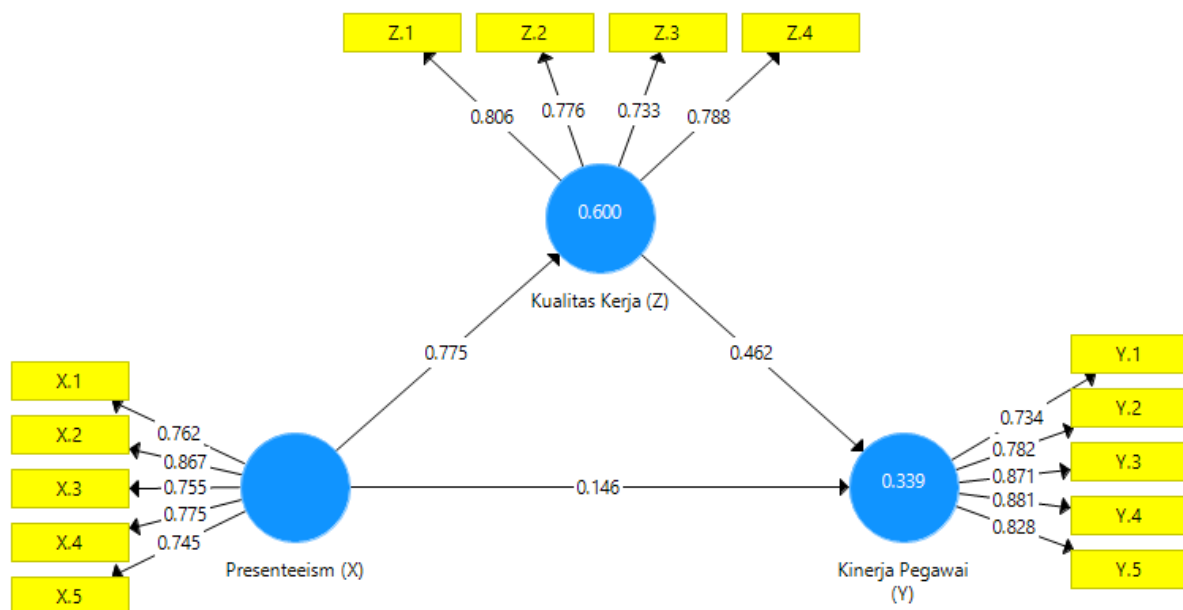 Z.1 Z.2 Z.3 Z.4
0.806 0.776 0.733 0.788
0.600
Kualitas Kerja (Z)
0.775 0.462
X.1
X.2
X.3
X.4
X.5
0.762
0.867
0.755
0.775
0.745
Presenteeism (X)
0.146
0.339
Kinerja Pegawai
(Y)
0.734
0.782
0.871
0.881
0.828
Y.1
Y.2
Y.3
Y.4
Y.5